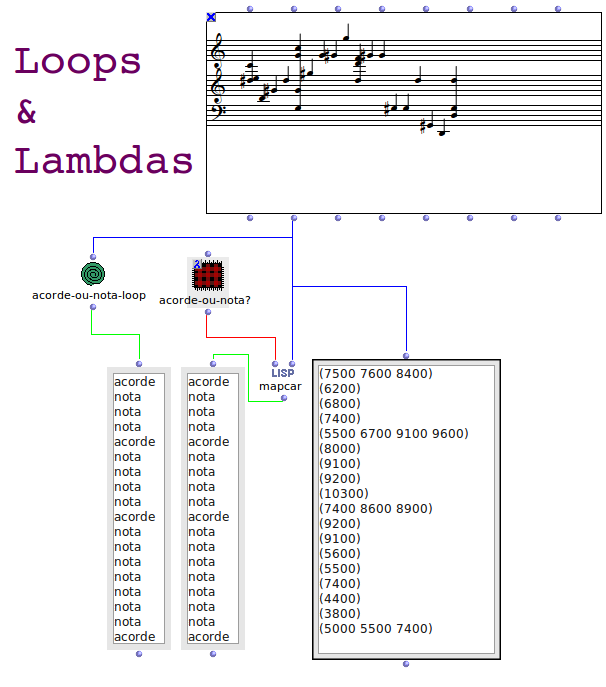 Loops
&
Lambdas
acorde-ou-nota-loop
acorde-ou-nota?
LISP
mapcar
acorde
nota
nota
nota
acorde
nota
nota
nota
nota
acorde
nota
nota
nota
nota
nota
nota
nota
acorde
acorde
nota
nota
nota
acorde
nota
nota
nota
nota
acorde
nota
nota
nota
nota
nota
nota
nota
acorde
(7500 7600 8400)
(6200)
(6800)
(7400)
(5500 6700 9100 9600)
(8000)
(9100)
(9200)
(10300)
(7400 8600 8900)
(9200)
(9100)
(5600)
(5500)
(7400)
(4400)
(3800)
(5000 5500 7400)